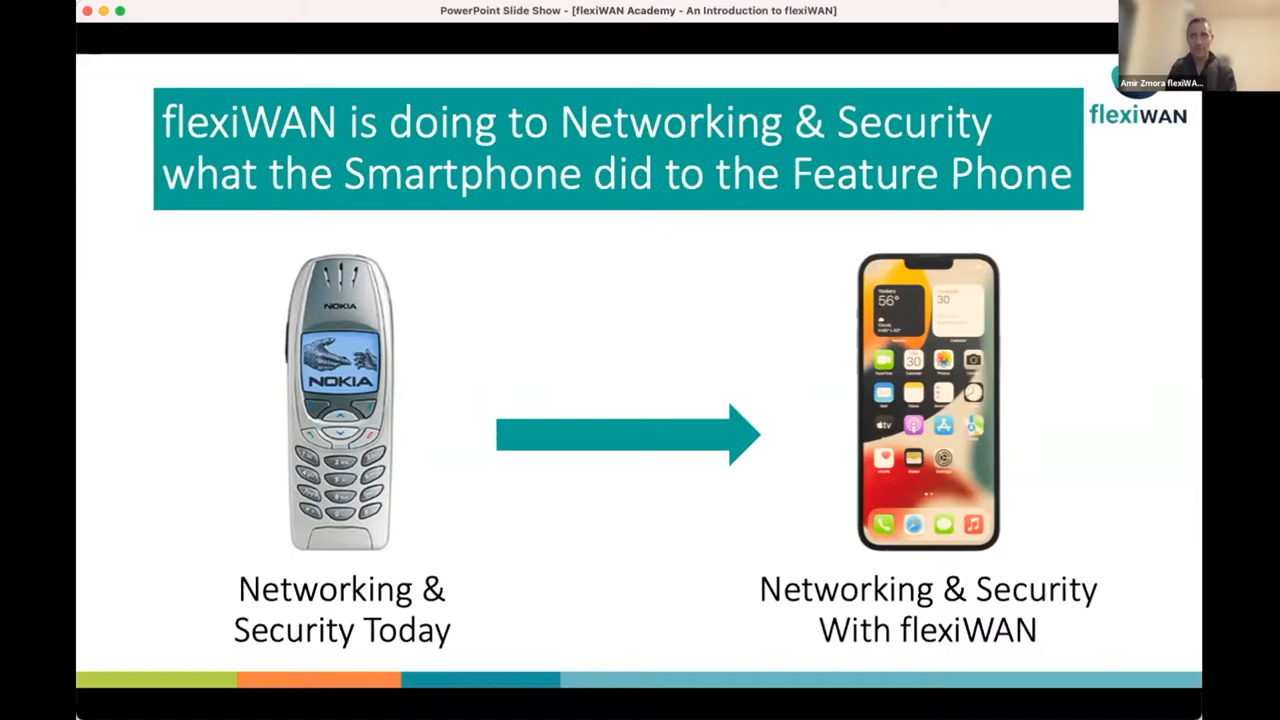 PowerPoint Slide Show - [flexiWAN Academy - An Introduction to flexiWAN]
Amir Zmora flexiWA...
flexiWAN
flexiWAN is doing to Networking & Security
what the Smartphone did to the Feature Phone
NOKIA
NOKIA
56°
30
30
tv
Networking &
Security Today
Networking & Security
With flexiWAN